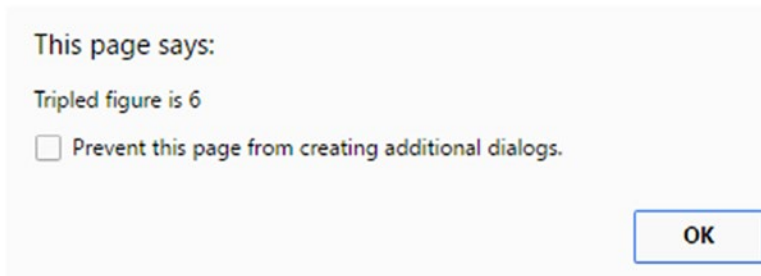 This page says:
Tripled figure is 6
Prevent this page from creating additional dialogs.
OK